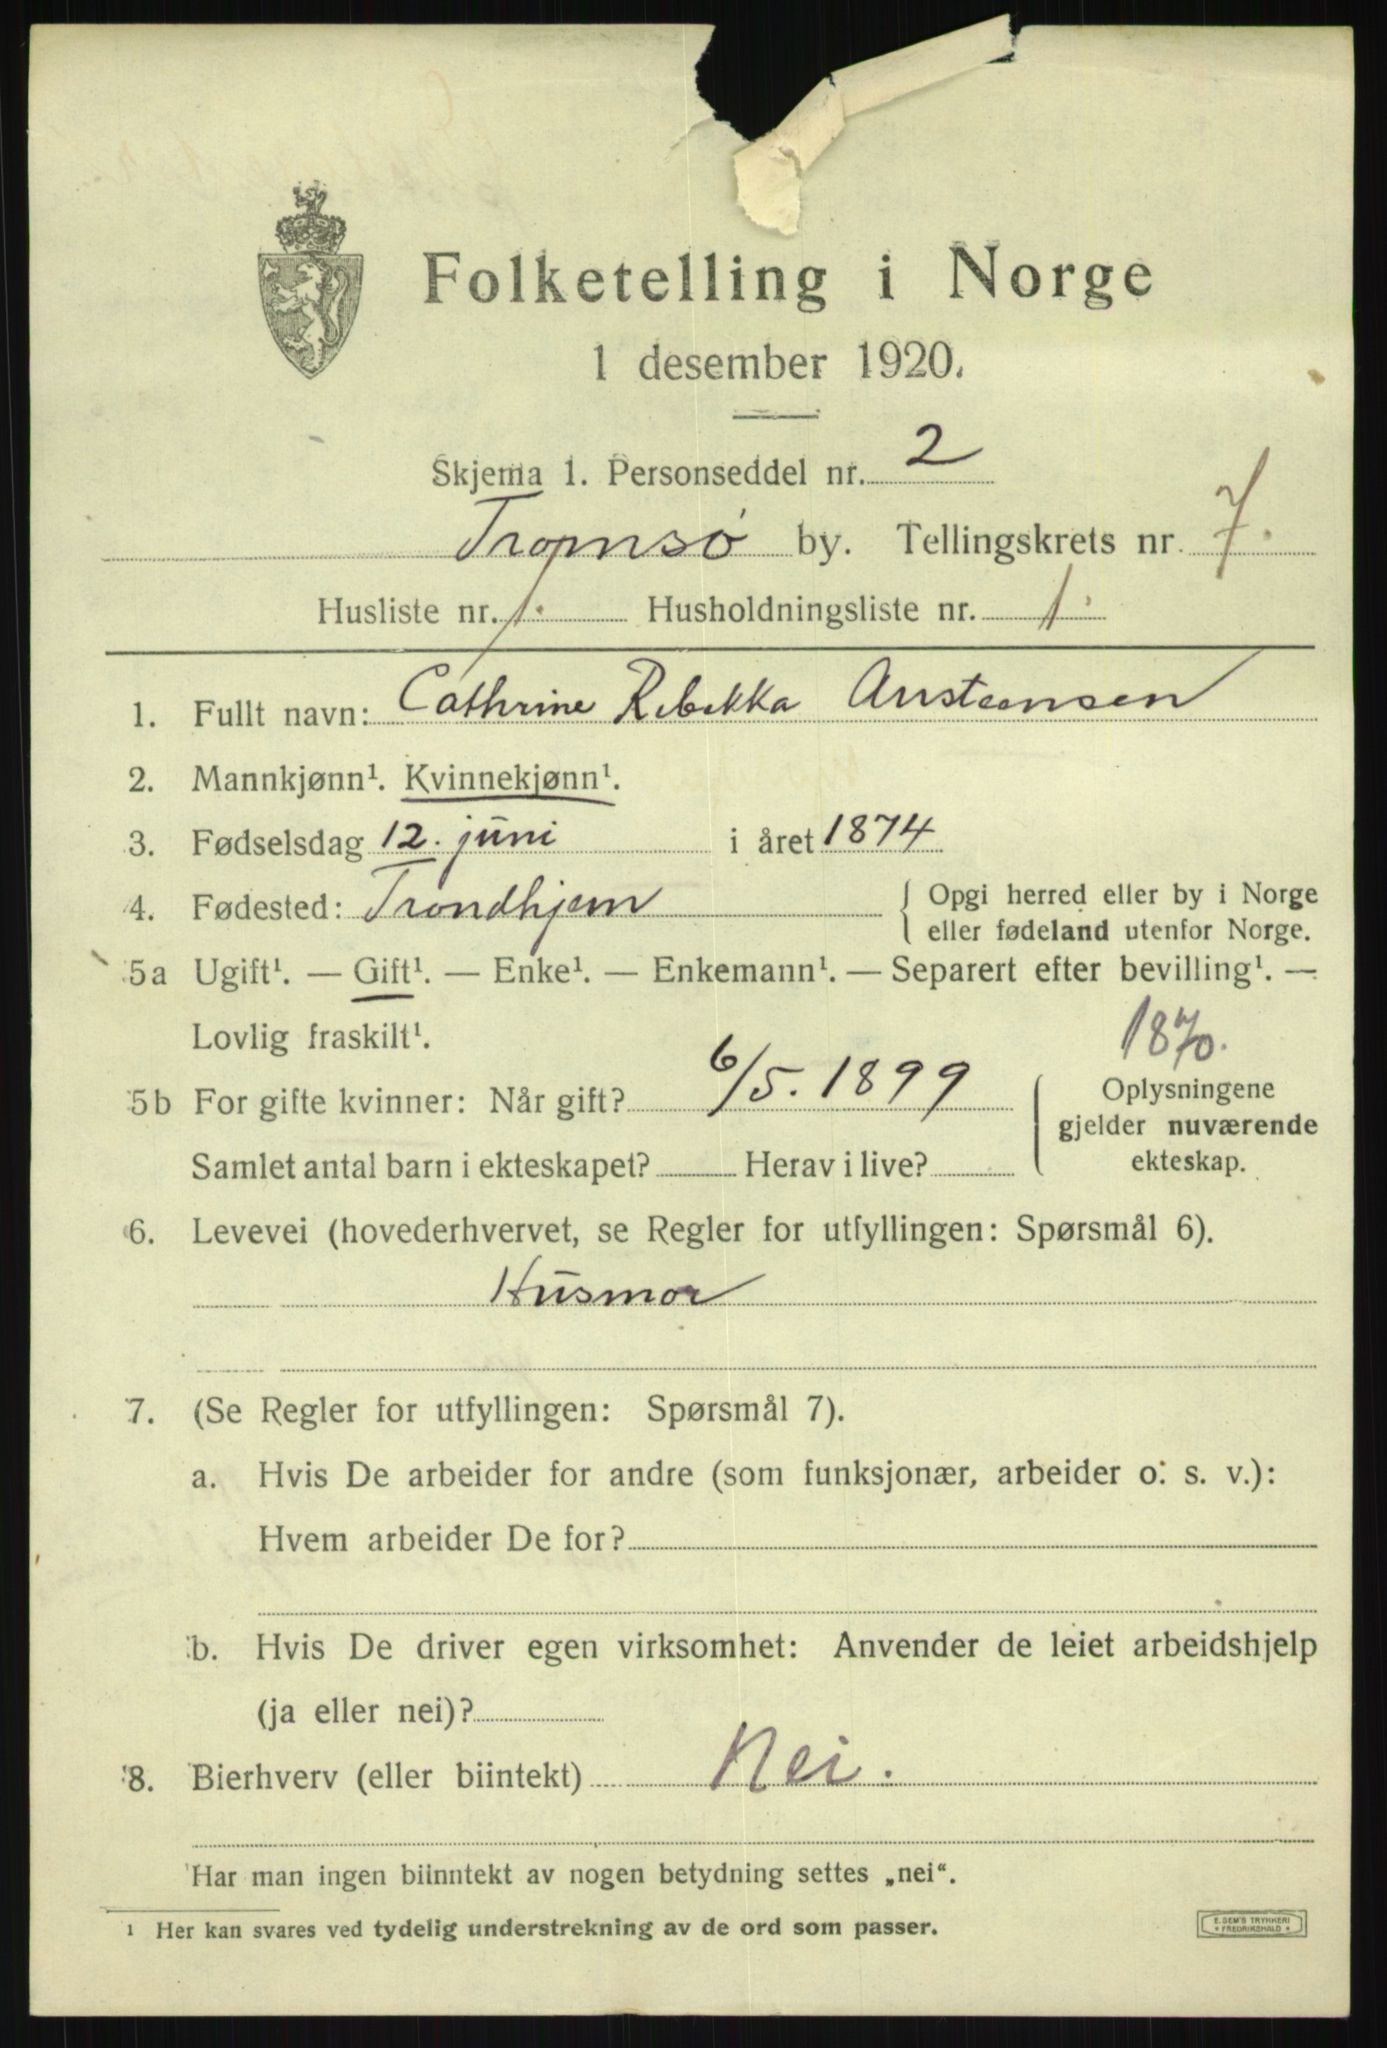 Folketelling i Norge
1 desember 1920.
Skjema 1. Personseddel nr. 2
Tromsø by. Tellingskrets nr. 7.
Husliste nr. 1. Husholdningsliste nr. 1.
1. Fullt navn: Cathrine Rebekka Austeensen
2. Mannkjønn¹. Kvinnekjønn¹.
3. Fødselsdag 12. juni i året 1874
4. Fødested: Trondhjem { Opgi herred eller by i Norge
eller fødeland utenfor Norge.
5a Ugift¹. — Gift¹. — Enke¹. — Enkemann¹. — Separert efter bevilling¹. —
Lovlig fraskilt¹.
1870.
5b For gifte kvinner: Når gift? 6/5. 1899 { Oplysningene
gjelder nuværende
ekteskap.
Samlet antal barn i ekteskapet? Herav i live?
6. Levevei (hovederhvervet, se Regler for utfyllingen: Spørsmål 6).
Husmor
7. (Se Regler for utfyllingen: Spørsmål 7).
a. Hvis De arbeider for andre (som funksjonær, arbeider o. s. v.):
Hvem arbeider De for?
b. Hvis De driver egen virksomhet: Anvender de leiet arbeidshjelp
(ja eller nei)?
8. Bierhverv (eller biintekt) Nei.
Har man ingen biinntekt av nogen betydning settes „nei“.
¹ Her kan svares ved tydelig understrekning av de ord som passer.
E. SEM'S TRYKKERI
* FREDRIKSHALD *